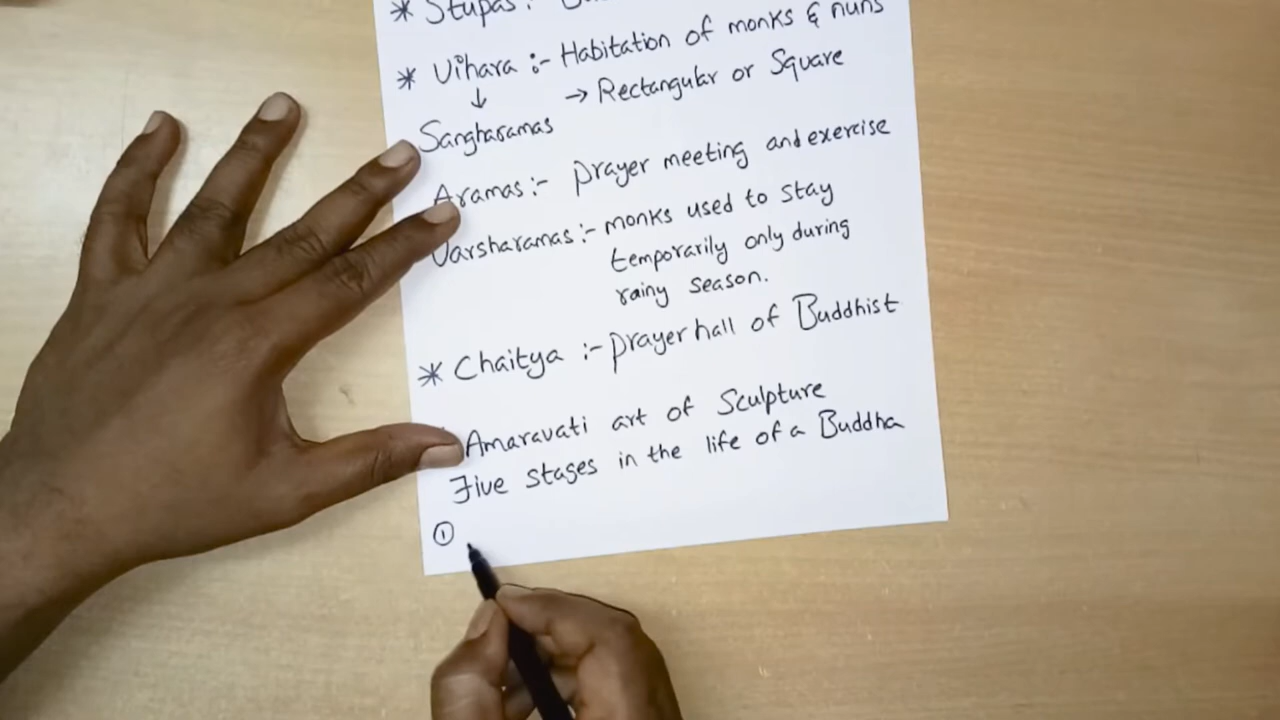 * Stupas :-
* Vihara :- Habitation of monks & nuns
↓ → Rectangular or Square
Sangharamas
Aramas :- Prayer meeting and exercise
Varsharamas :- monks used to stay
temporarily only during
rainy season.
* Chaitya :- Prayer hall of Buddhist
Amaravati art of Sculpture
Five stages in the life of a Buddha
①